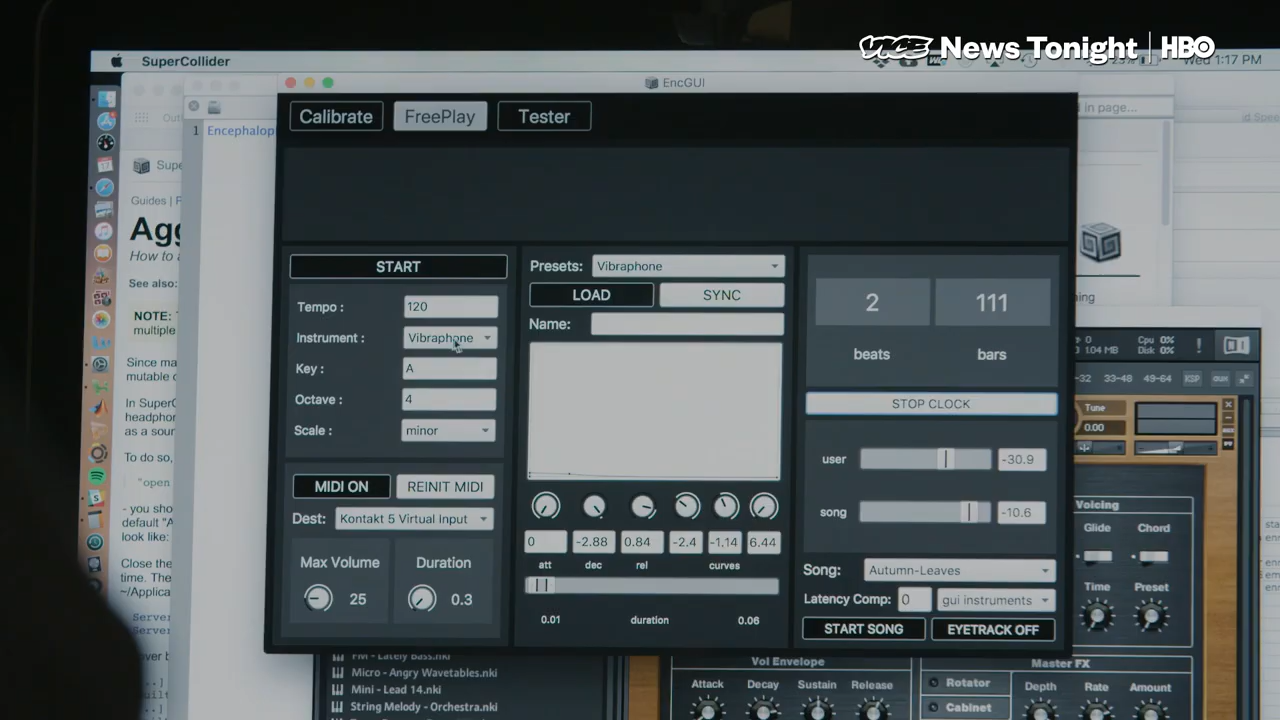 VICE News Tonight | HBO
SuperCollider
Wed 1:17 PM
EncGUI
Calibrate
FreePlay
Tester
in page...
1 Encephalop
Guides |
Agg
How to
See also:
NOTE:
multiple
Since ma
mutable
In SuperC
headphor
as a sour
To do so,
"open
- you sho
default "A
look like:
Close the
time. The
~/Applica
START
Tempo : 120
Instrument : Vibraphone
Key : A
Octave : 4
Scale : minor
MIDI ON
REINIT MIDI
Dest: Kontakt 5 Virtual Input
Max Volume
25
Duration
0.3
Presets: Vibraphone
LOAD
SYNC
Name:
0 -2.88 0.84 -2.4 -1.14 6.44
att dec rel curves
0.01 duration 0.06
2 111
beats bars
STOP CLOCK
user -30.9
song -10.6
Song: Autumn-Leaves
Latency Comp: 0 gui instruments
START SONG
EYETRACK OFF
Cpu 0%
1.04 MB Disk 0%
-32 33-48 49-64 KSP
Tune
0.00
Voicing
Glide Chord
Time Preset
FM - Lately Bass.nki
Micro - Angry Wavetables.nki
Mini - Lead 14.nki
String Melody - Orchestra.nki
Vol Envelope
Attack Decay Sustain Release
Master FX
Rotator
Cabinet
Depth Rate Amount